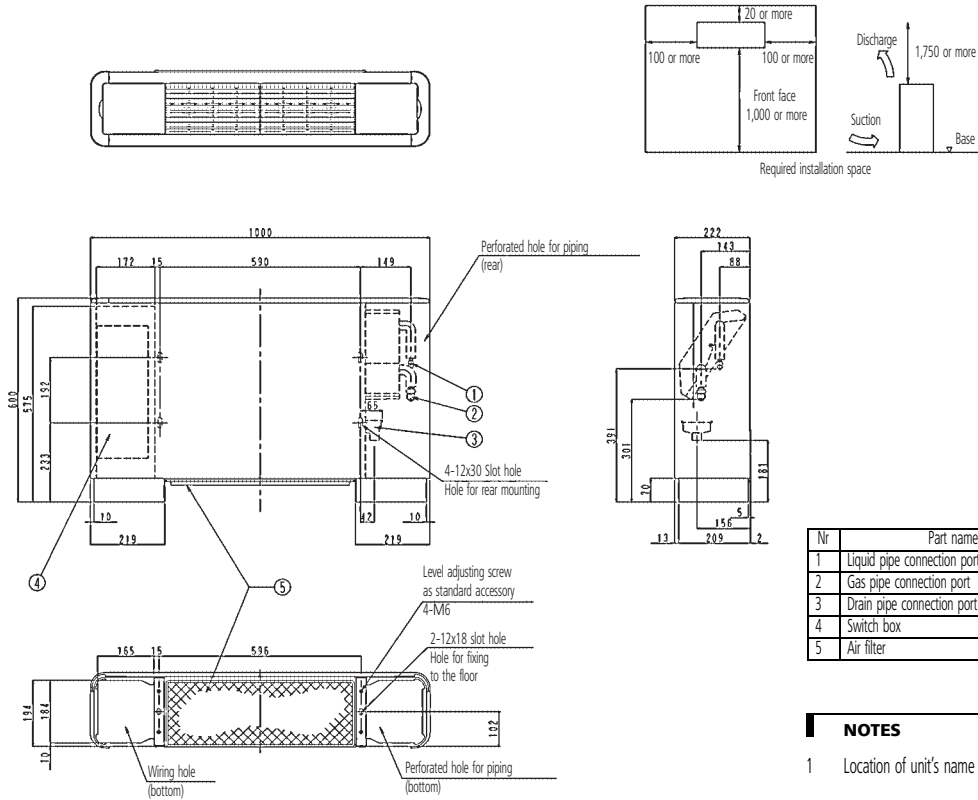 20 or more
100 or more
100 or more
Front face
1,000 or more
Discharge
1,750 or more
Suction
Base
Required installation space
1000
172
15
590
149
Perforated hole for piping
(rear)
600
575
192
233
65
1
2
3
4-12x30 Slot hole
Hole for rear mounting
10
219
42
10
219
4
5
222
143
88
391
301
70
181
5
156
13
209
2
Level adjusting screw
as standard accessory
4-M6
2-12x18 slot hole
Hole for fixing
to the floor
165
15
596
194
184
10
102
Wiring hole
(bottom)
Perforated hole for piping
(bottom)
Nr Part name
1 Liquid pipe connection port
2 Gas pipe connection port
3 Drain pipe connection port
4 Switch box
5 Air filter
NOTES
1 Location of unit's name